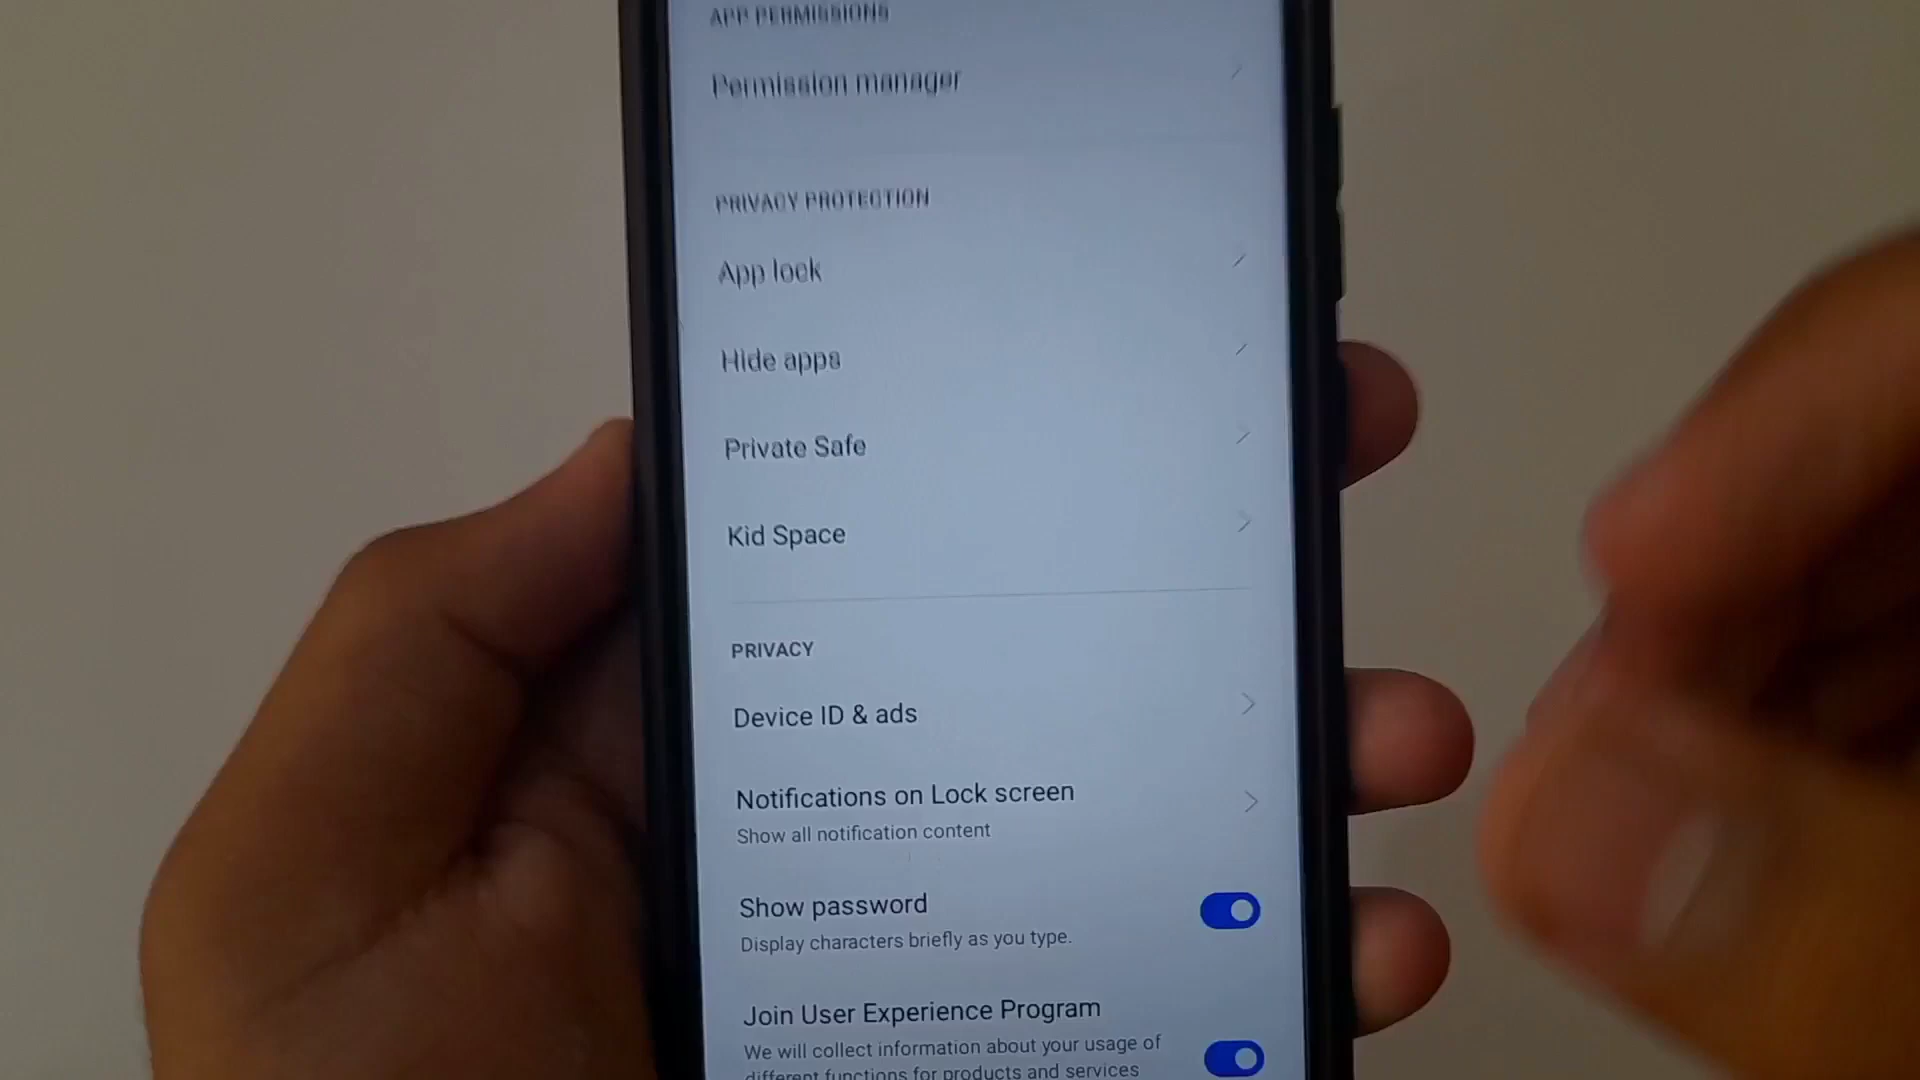 APP PERMISSIONS
Permission manager
PRIVACY PROTECTION
App lock
Hide apps
Private Safe
Kid Space
PRIVACY
Device ID & ads
Notifications on Lock screen
Show all notification content
Show password
Display characters briefly as you type.
Join User Experience Program
We will collect information about your usage of
different functions for products and services